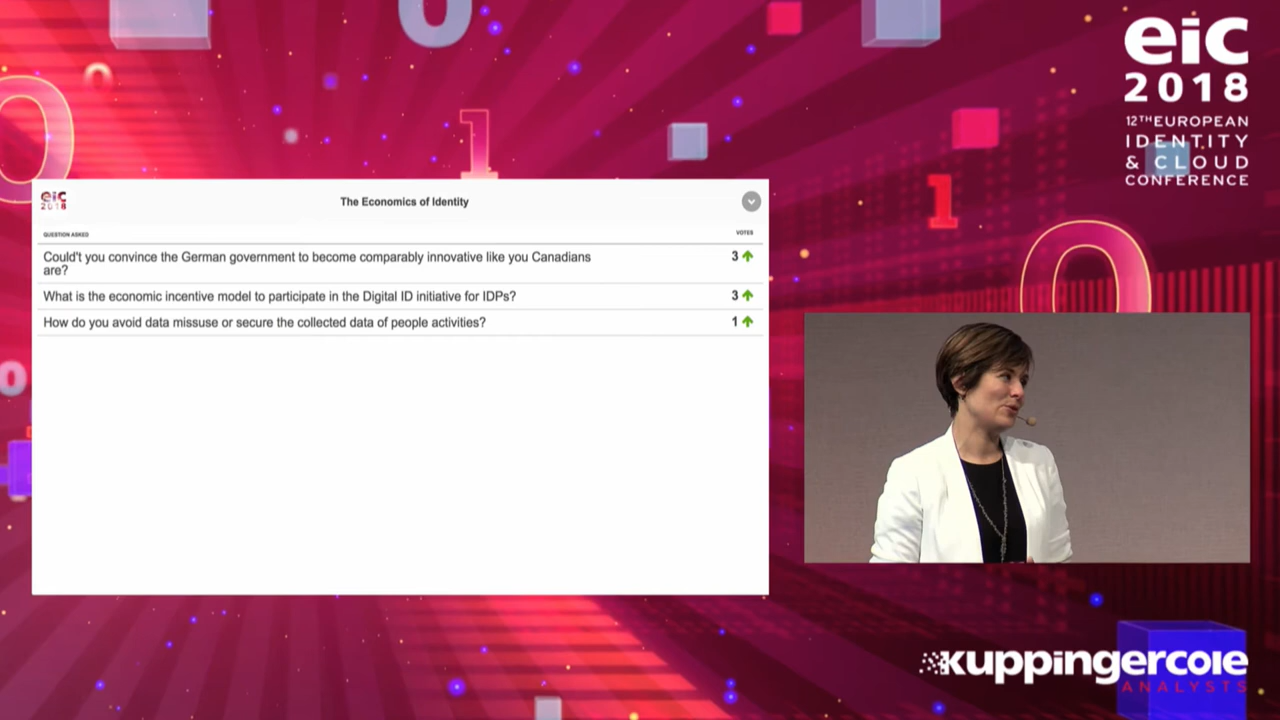 eic
2018
12TH EUROPEAN
IDENTITY
& CLOUD
CONFERENCE
eic
2018
The Economics of Identity
QUESTION ASKED
VOTES
Could't you convince the German government to become comparably innovative like you Canadians
are?
3
What is the economic incentive model to participate in the Digital ID initiative for IDPs?
3
How do you avoid data missuse or secure the collected data of people activities?
1
kuppingercole
ANALYSTS